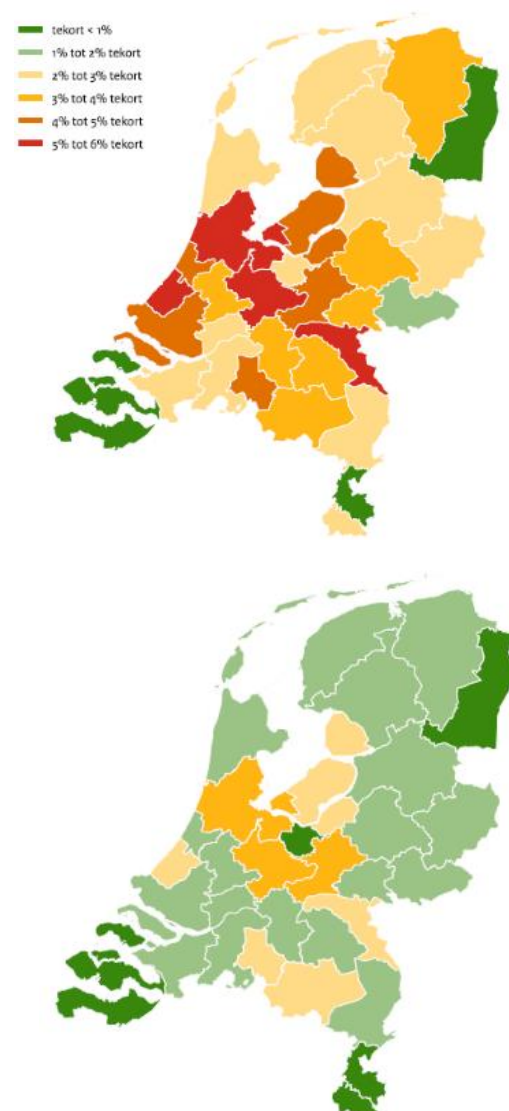 tekort < 1%
1% tot 2% tekort
2% tot 3% tekort
3% tot 4% tekort
4% tot 5% tekort
5% tot 6% tekort